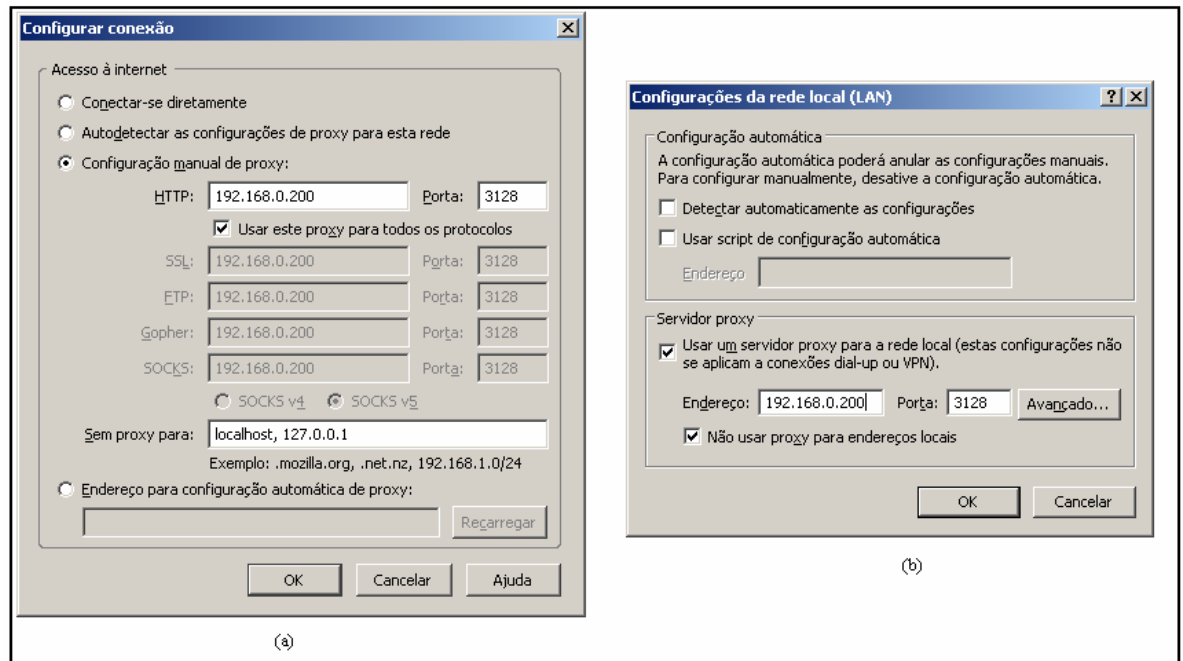 Configurar conexão
Acesso à internet
Conectar-se diretamente
Autodetectar as configurações de proxy para esta rede
Configuração manual de proxy:
HTTP: 192.168.0.200 Porta: 3128
Usar este proxy para todos os protocolos
SSL: 192.168.0.200 Porta: 3128
FTP: 192.168.0.200 Porta: 3128
Gopher: 192.168.0.200 Porta: 3128
SOCKS: 192.168.0.200 Porta: 3128
SOCKS v4 SOCKS v5
Sem proxy para: localhost, 127.0.0.1
Exemplo: .mozilla.org, .net.nz, 192.168.1.0/24
Endereço para configuração automática de proxy:
Recarregar
OK Cancelar Ajuda
(a)
Configurações da rede local (LAN)
Configuração automática
A configuração automática poderá anular as configurações manuais.
Para configurar manualmente, desative a configuração automática.
Detectar automaticamente as configurações
Usar script de configuração automática
Endereço
Servidor proxy
Usar um servidor proxy para a rede local (estas configurações não
se aplicam a conexões dial-up ou VPN).
Endereço: 192.168.0.200 Porta: 3128 Avançado...
Não usar proxy para endereços locais
OK Cancelar
(b)